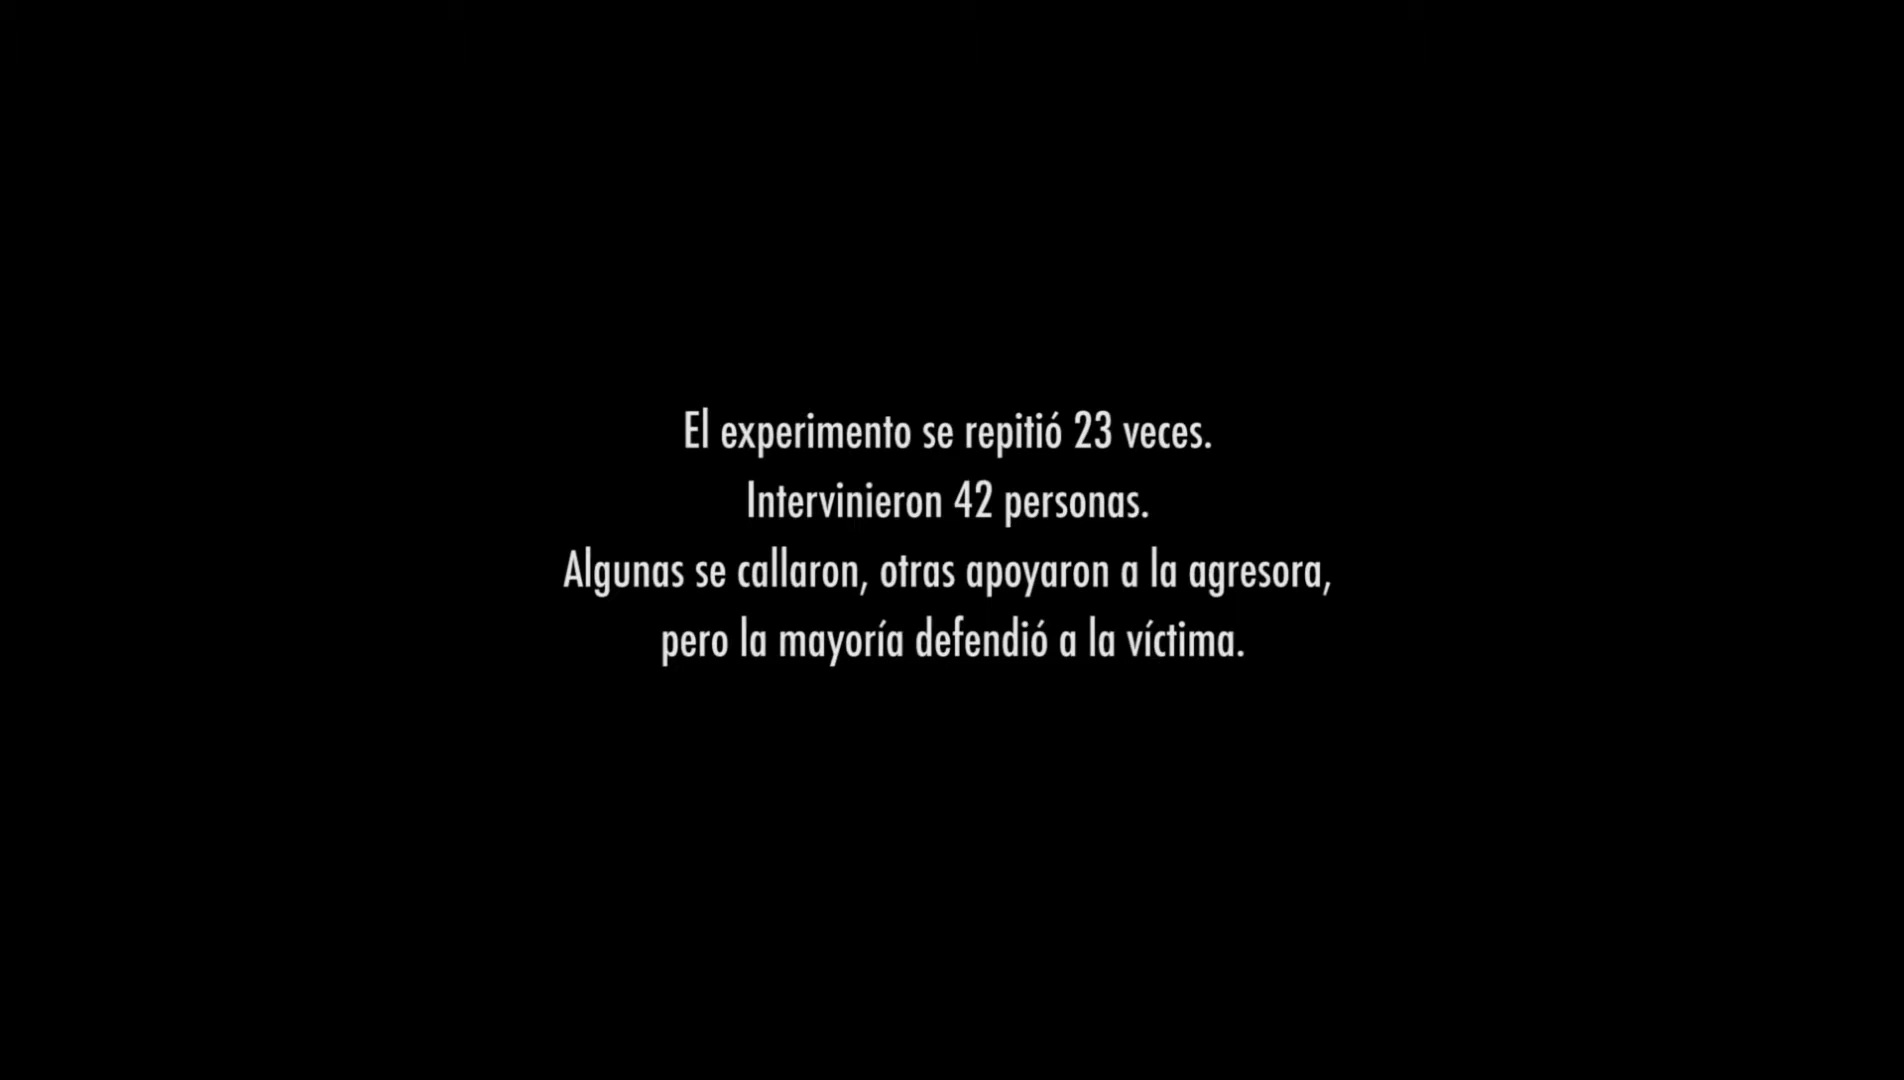 El experimento se repitió 23 veces.
Intervinieron 42 personas.
Algunas se callaron, otras apoyaron a la agresora,
pero la mayoría defendió a la víctima.